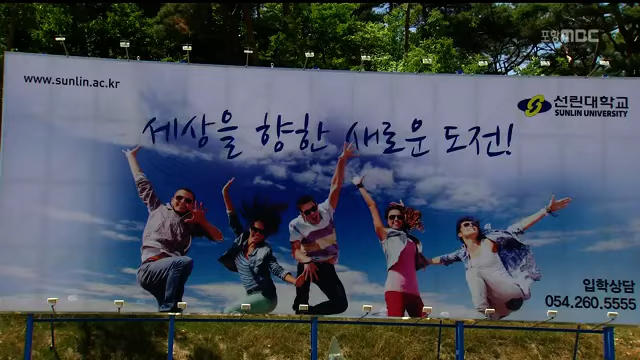 포항MBC
www.sunlin.ac.kr
선린대학교
SUNLIN UNIVERSITY
세상을 향한 새로운 도전!
입학상담
054.260.5555